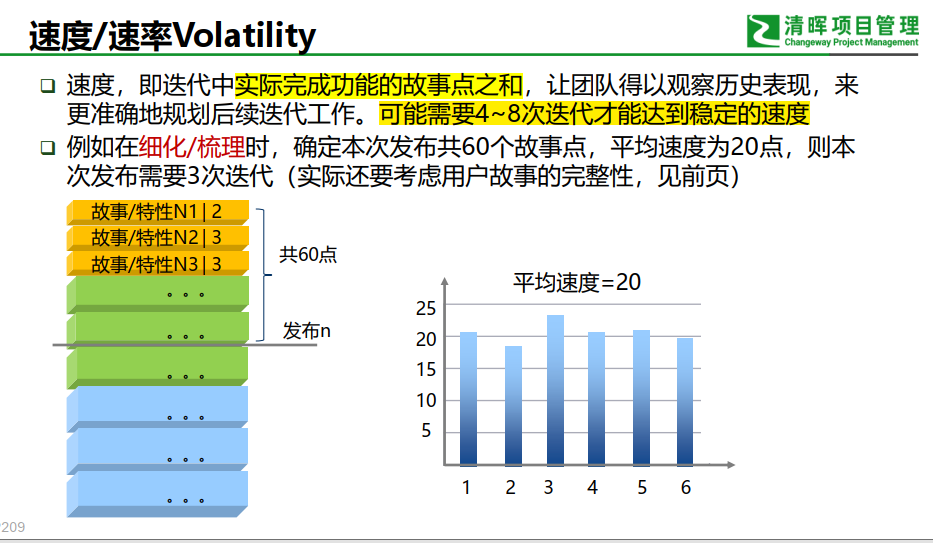 速度/速率Volatility
清晖项目管理
Changeway Project Management
速度，即迭代中实际完成功能的故事点之和，让团队得以观察历史表现，来
更准确地规划后续迭代工作。可能需要4~8次迭代才能达到稳定的速度
例如在细化/梳理时，确定本次发布共60个故事点，平均速度为20点，则本
次发布需要3次迭代（实际还要考虑用户故事的完整性，见前页）
故事/特性N1|2
故事/特性N2|3
故事/特性N3|3
。。。
。。。
。。。
。。。
。。。
。。。
共60点
发布n
平均速度=20
25
20
15
10
5
1 2 3 4 5 6
209